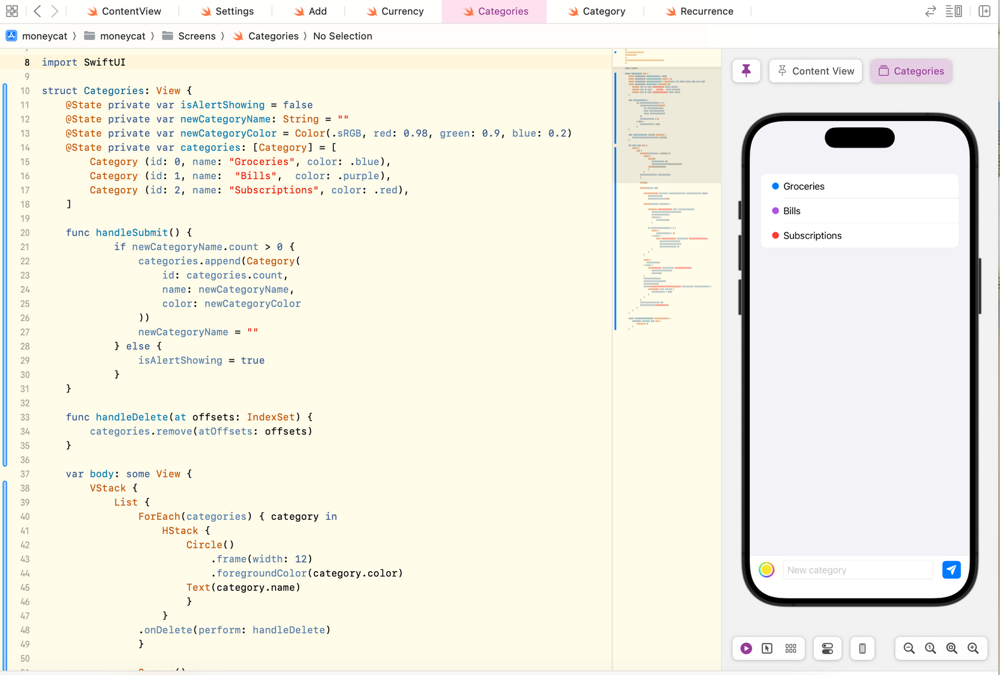 ContentView
Settings
Add
Currency
Categories
Category
Recurrence
moneycat 〉 moneycat 〉 Screens 〉 Categories 〉 No Selection
7
8 import SwiftUI
9
10 struct Categories: View {
11 @State private var isAlertShowing = false
12 @State private var newCategoryName: String = ""
13 @State private var newCategoryColor = Color(.sRGB, red: 0.98, green: 0.9, blue: 0.2)
14 @State private var categories: [Category] = [
15 Category (id: 0, name: "Groceries", color: .blue),
16 Category (id: 1, name:  "Bills",  color: .purple),
17 Category (id: 2, name: "Subscriptions", color: .red),
18 ]
19
20 func handleSubmit() {
21 if newCategoryName.count > 0 {
22 categories.append(Category(
23 id: categories.count,
24 name: newCategoryName,
25 color: newCategoryColor
26 ))
27 newCategoryName = ""
28 } else {
29 isAlertShowing = true
30 }
31 }
32
33 func handleDelete(at offsets: IndexSet) {
34 categories.remove(atOffsets: offsets)
35 }
36
37 var body: some View {
38 VStack {
39 List {
40 ForEach(categories) { category in
41 HStack {
42 Circle()
43 .frame(width: 12)
44 .foregroundColor(category.color)
45 Text(category.name)
46 }
47 }
48 .onDelete(perform: handleDelete)
49 }
50
Content View
Categories
Groceries
Bills
Subscriptions
New category
1